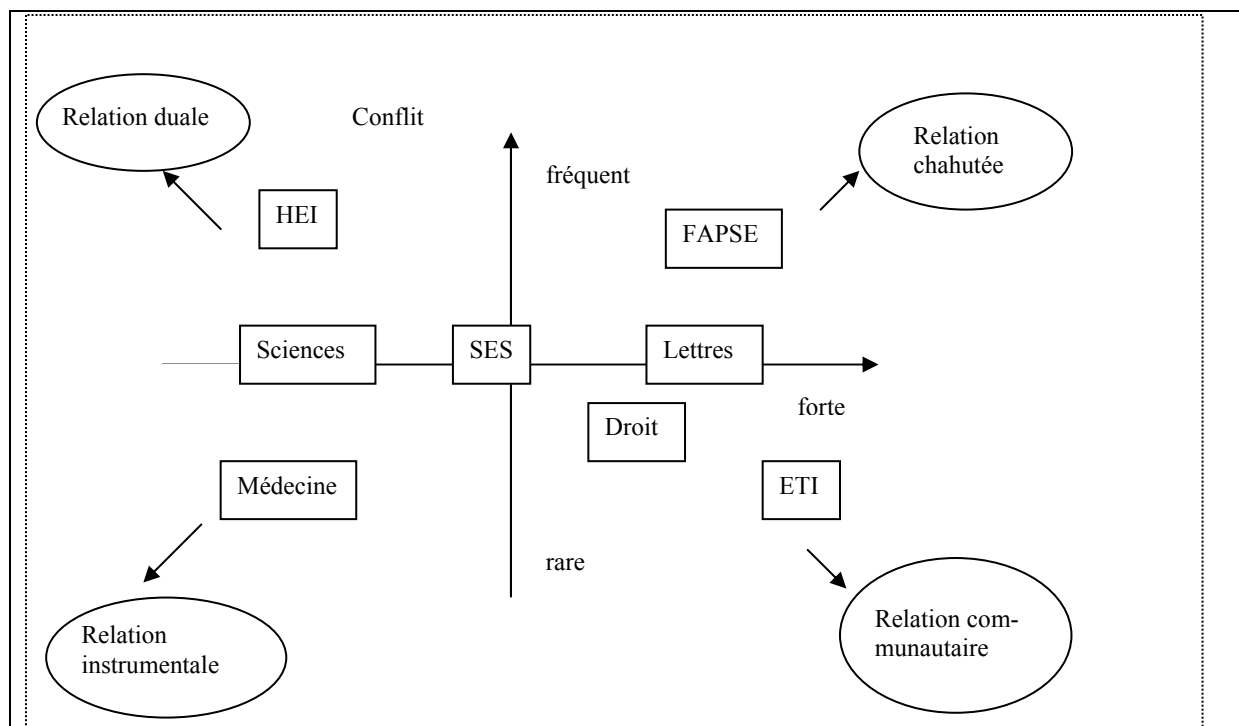 Relation duale
Conflit
Relation
chahutée
fréquent
HEI
FAPSE
Sciences
SES
Lettres
forte
Droit
Médecine
ETI
rare
Relation
instrumentale
Relation com-
munautaire